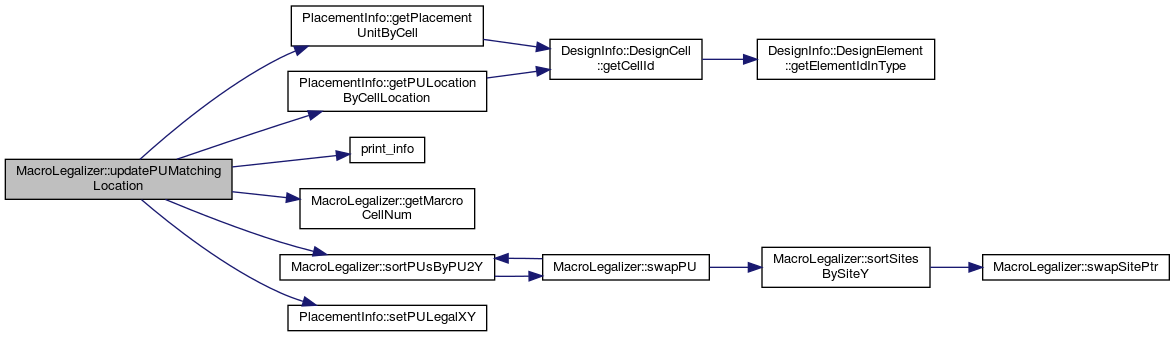 PlacementInfo::getPlacement
UnitByCell
DesignInfo::DesignCell
::getCellId
DesignInfo::DesignElement
::getElementIdInType
PlacementInfo::getPULocation
ByCellLocation
print_info
MacroLegalizer::updatePUMatching
Location
MacroLegalizer::getMarcro
CellNum
MacroLegalizer::sortPUsByPU2Y
MacroLegalizer::swapPU
MacroLegalizer::sortSites
BySiteY
MacroLegalizer::swapSitePtr
PlacementInfo::setPULegalXY